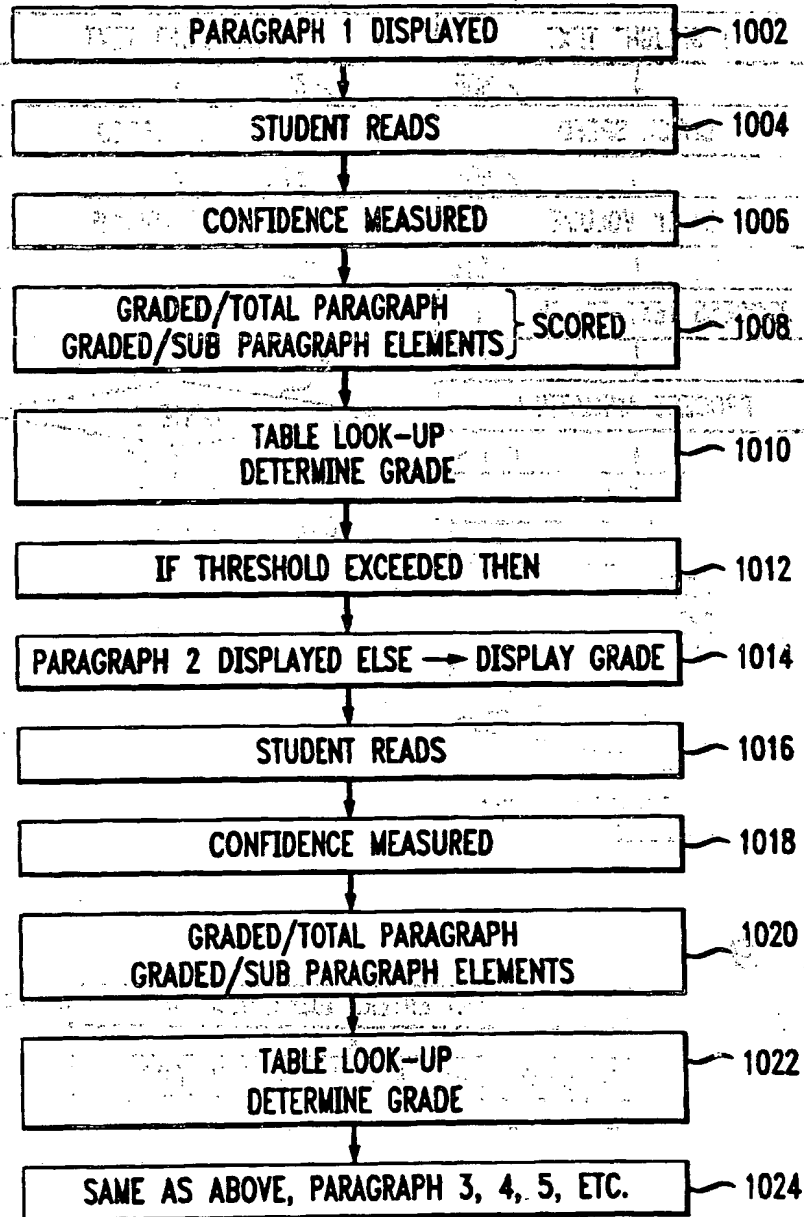 PARAGRAPH 1 DISPLAYED 1002
STUDENT READS 1004
CONFIDENCE MEASURED 1006
GRADED/TOTAL PARAGRAPH
GRADED/SUB PARAGRAPH ELEMENTS } SCORED 1008
TABLE LOOK-UP
DETERMINE GRADE 1010
IF THRESHOLD EXCEEDED THEN 1012
PARAGRAPH 2 DISPLAYED ELSE → DISPLAY GRADE 1014
STUDENT READS 1016
CONFIDENCE MEASURED 1018
GRADED/TOTAL PARAGRAPH 1020
GRADED/SUB PARAGRAPH ELEMENTS
TABLE LOOK-UP 1022
DETERMINE GRADE
SAME AS ABOVE, PARAGRAPH 3, 4, 5, ETC. 1024